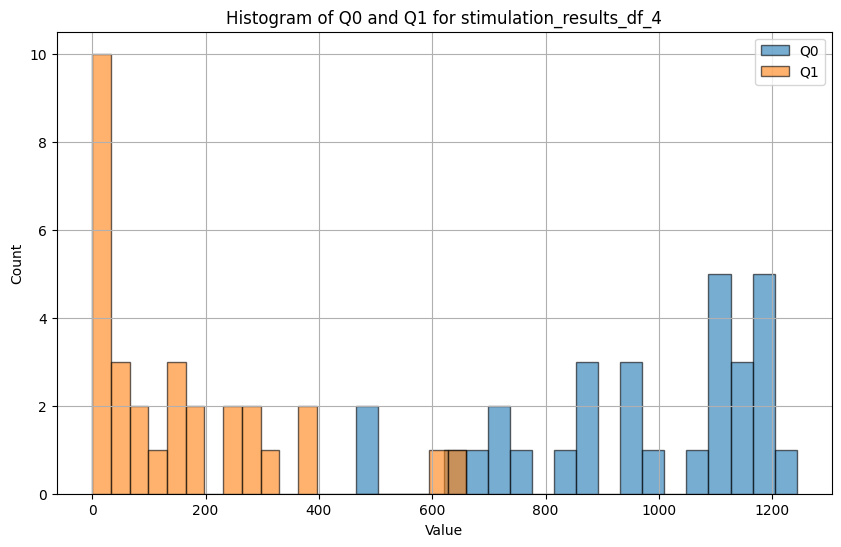 Histogram of Q0 and Q1 for stimulation_results_df_4
Q0
Q1
Count
10
8
6
4
2
0
0 200 400 600 800 1000 1200
Value